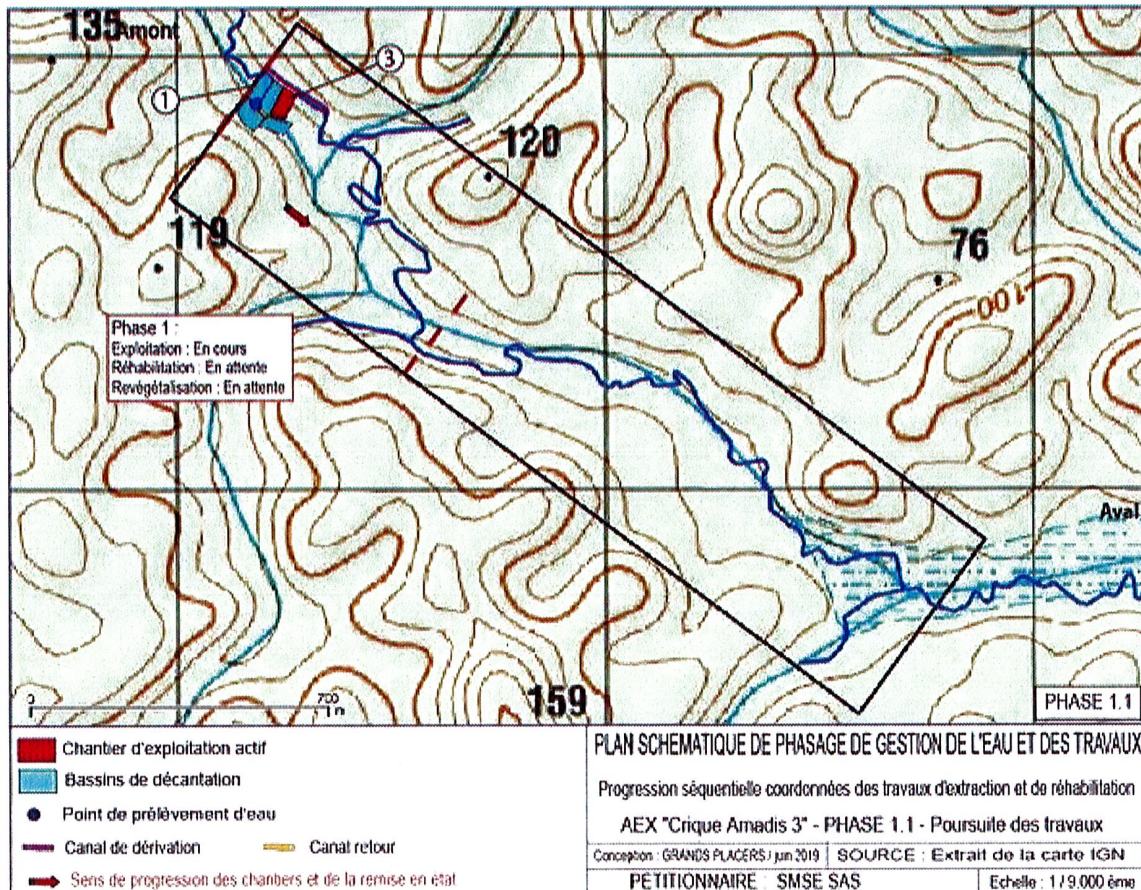 135
Amont
3
1
120
119
76
100
Phase 1 :
Exploitation : En cours
Réhabilitation : En attente
Revégétalisation : En attente
Aval
0
700
m
159
PHASE 1.1
Chantier d'exploitation actif
Bassins de décantation
Point de prélèvement d'eau
Canal de dérivation
Canal retour
Sens de progression des chantiers et de la remise en état
PLAN SCHEMATIQUE DE PHASAGE DE GESTION DE L'EAU ET DES TRAVAUX
Progression séquentielle coordonnées des travaux d'extraction et de réhabilitation
AEX "Crique Amadis 3" - PHASE 1.1 - Poursuite des travaux
Conception : GRANDS PLACERS / juin 2019
SOURCE : Extrait de la carte IGN
PETITIONNAIRE : SMSE SAS
Echelle : 1 / 9.000 ème